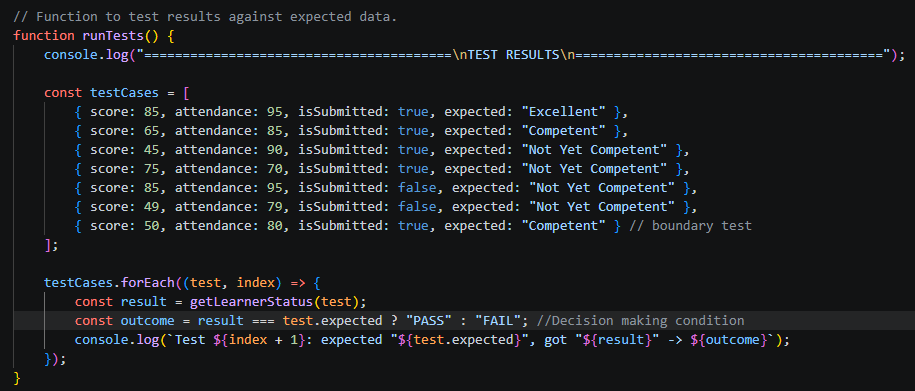 // Function to test results against expected data.
function runTests() {
    console.log("========================================\nTEST RESULTS\n========================================");

    const testCases = [
        { score: 85, attendance: 95, isSubmitted: true, expected: "Excellent" },
        { score: 65, attendance: 85, isSubmitted: true, expected: "Competent" },
        { score: 45, attendance: 90, isSubmitted: true, expected: "Not Yet Competent" },
        { score: 75, attendance: 70, isSubmitted: true, expected: "Not Yet Competent" },
        { score: 85, attendance: 95, isSubmitted: false, expected: "Not Yet Competent" },
        { score: 49, attendance: 79, isSubmitted: false, expected: "Not Yet Competent" },
        { score: 50, attendance: 80, isSubmitted: true, expected: "Competent" } // boundary test
    ];

    testCases.forEach((test, index) => {
        const result = getLearnerStatus(test);
        const outcome = result === test.expected ? "PASS" : "FAIL"; //Decision making condition
        console.log(`Test ${index + 1}: expected "${test.expected}", got "${result}" -> ${outcome}`);
    });
}